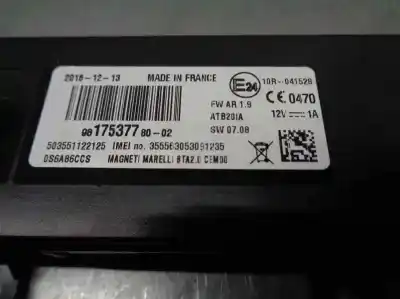 2018-12-13 MADE IN FRANCE
E24 10R-041528
FW AR.1.9 CE 0470
ATB20IA 12V 1A
98 175377 80-02 SW 07.08
503551122125 IMEI no. 355563053091235
0S6A86CCS MAGNETI MARELLI BTA2.0 CEM00